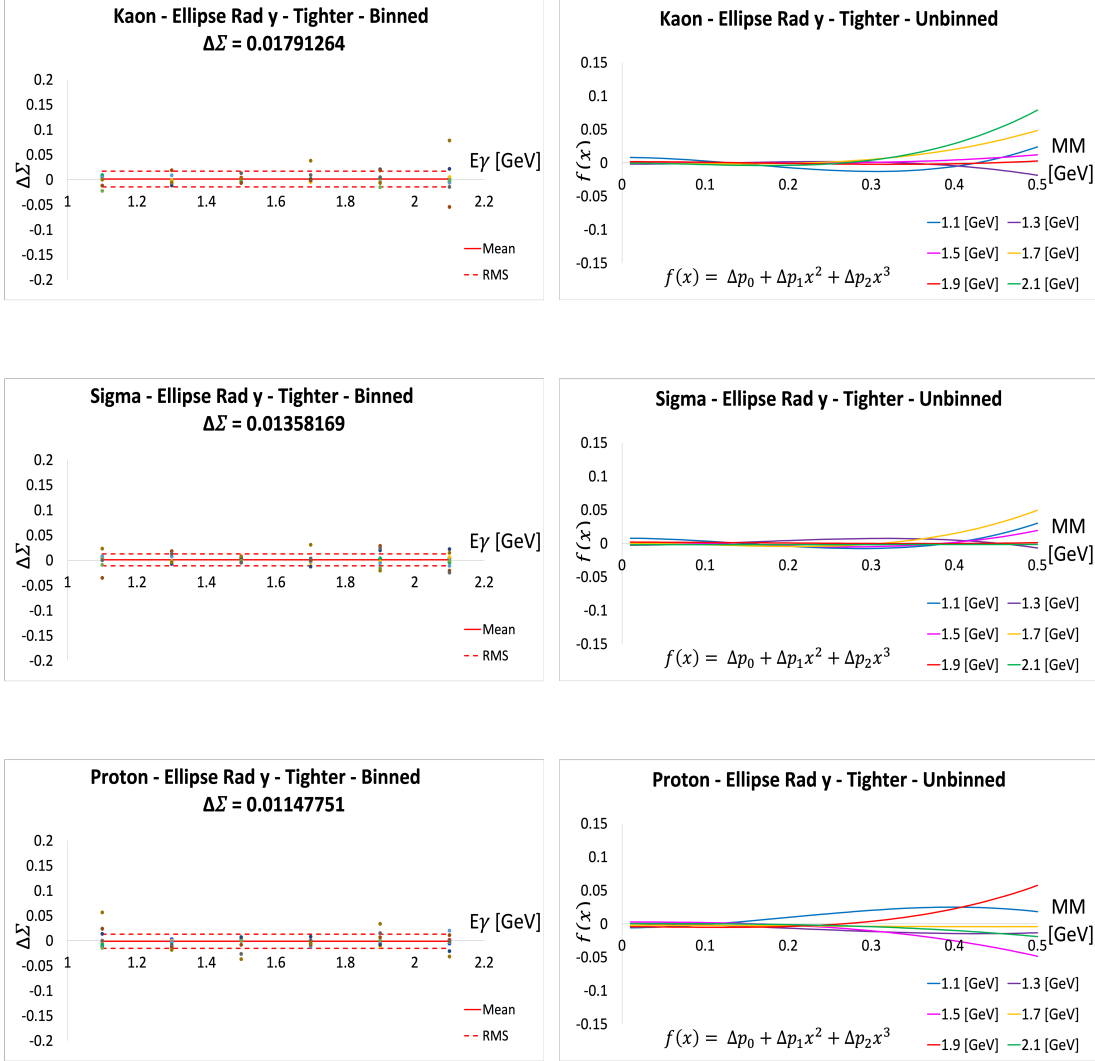 Kaon - Ellipse Rad y - Tighter - Binned
Δ𝛴 = 0.01791264
0.2
0.15
0.1
0.05
0
-0.05
-0.1
-0.15
-0.2
ΔΣ
1
1.2
1.4
1.6
1.8
2
2.2
Eγ [GeV]
Mean
RMS
Kaon - Ellipse Rad y - Tighter - Unbinned
0.15
0.1
0.05
0
-0.05
-0.1
-0.15
f(x)
0
0.1
0.2
0.3
0.4
0.5
MM
[GeV]
1.1 [GeV] 1.3 [GeV]
1.5 [GeV] 1.7 [GeV]
1.9 [GeV] 2.1 [GeV]
f(x) = Δp₀ + Δp₁x² + Δp₂x³
Sigma - Ellipse Rad y - Tighter - Binned
Δ𝛴 = 0.01358169
0.2
0.15
0.1
0.05
0
-0.05
-0.1
-0.15
-0.2
ΔΣ
1
1.2
1.4
1.6
1.8
2
2.2
Eγ [GeV]
Mean
RMS
Sigma - Ellipse Rad y - Tighter - Unbinned
0.15
0.1
0.05
0
-0.05
-0.1
-0.15
f(x)
0
0.1
0.2
0.3
0.4
0.5
MM
[GeV]
1.1 [GeV] 1.3 [GeV]
1.5 [GeV] 1.7 [GeV]
1.9 [GeV] 2.1 [GeV]
f(x) = Δp₀ + Δp₁x² + Δp₂x³
Proton - Ellipse Rad y - Tighter - Binned
Δ𝛴 = 0.01147751
0.2
0.15
0.1
0.05
0
-0.05
-0.1
-0.15
-0.2
ΔΣ
1
1.2
1.4
1.6
1.8
2
2.2
Eγ [GeV]
Mean
RMS
Proton - Ellipse Rad y - Tighter - Unbinned
0.15
0.1
0.05
0
-0.05
-0.1
-0.15
f(x)
0
0.1
0.2
0.3
0.4
0.5
MM
[GeV]
1.1 [GeV] 1.3 [GeV]
1.5 [GeV] 1.7 [GeV]
1.9 [GeV] 2.1 [GeV]
f(x) = Δp₀ + Δp₁x² + Δp₂x³